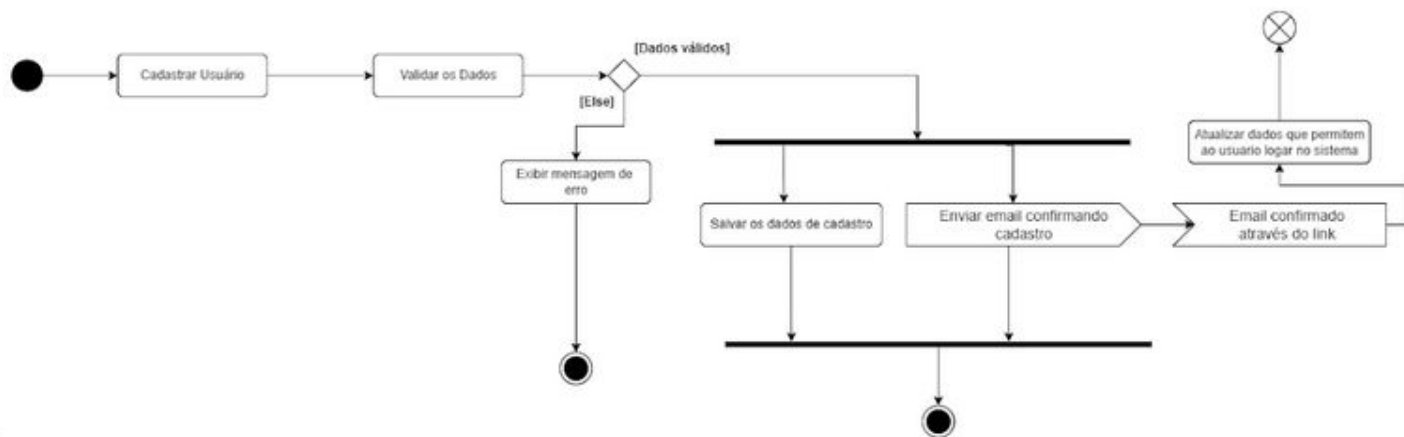 Cadastrar Usuário
Validar os Dados
[Dados válidos]
[Else]
Exibir mensagem de
erro
Salvar os dados de cadastro
Enviar email confirmando
cadastro
Email confirmado
através do link
Atualizar dados que permitem
ao usuario logar no sistema